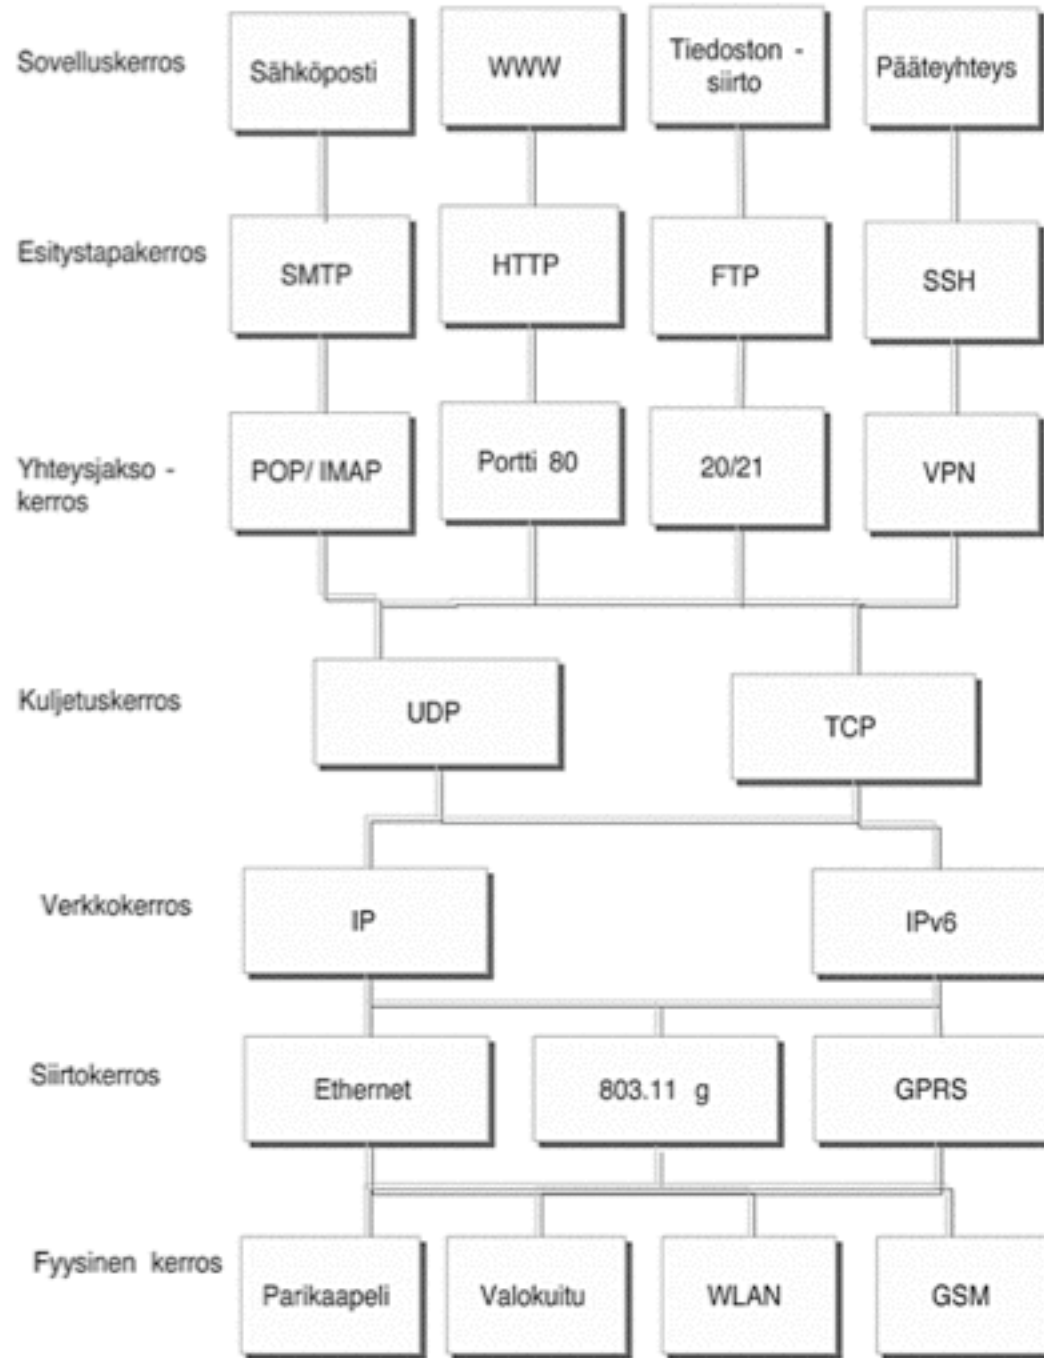 Sovelluskerros
Sähköposti
WWW
Tiedoston -
siirto
Pääteyhteys
Esitystapakerros
SMTP
HTTP
FTP
SSH
Yhteysjakso -
kerros
POP/ IMAP
Portti 80
20/21
VPN
Kuljetuskerros
UDP
TCP
Verkkokerros
IP
IPv6
Siirtokerros
Ethernet
803.11 g
GPRS
Fyysinen kerros
Parikaapeli
Valokuitu
WLAN
GSM